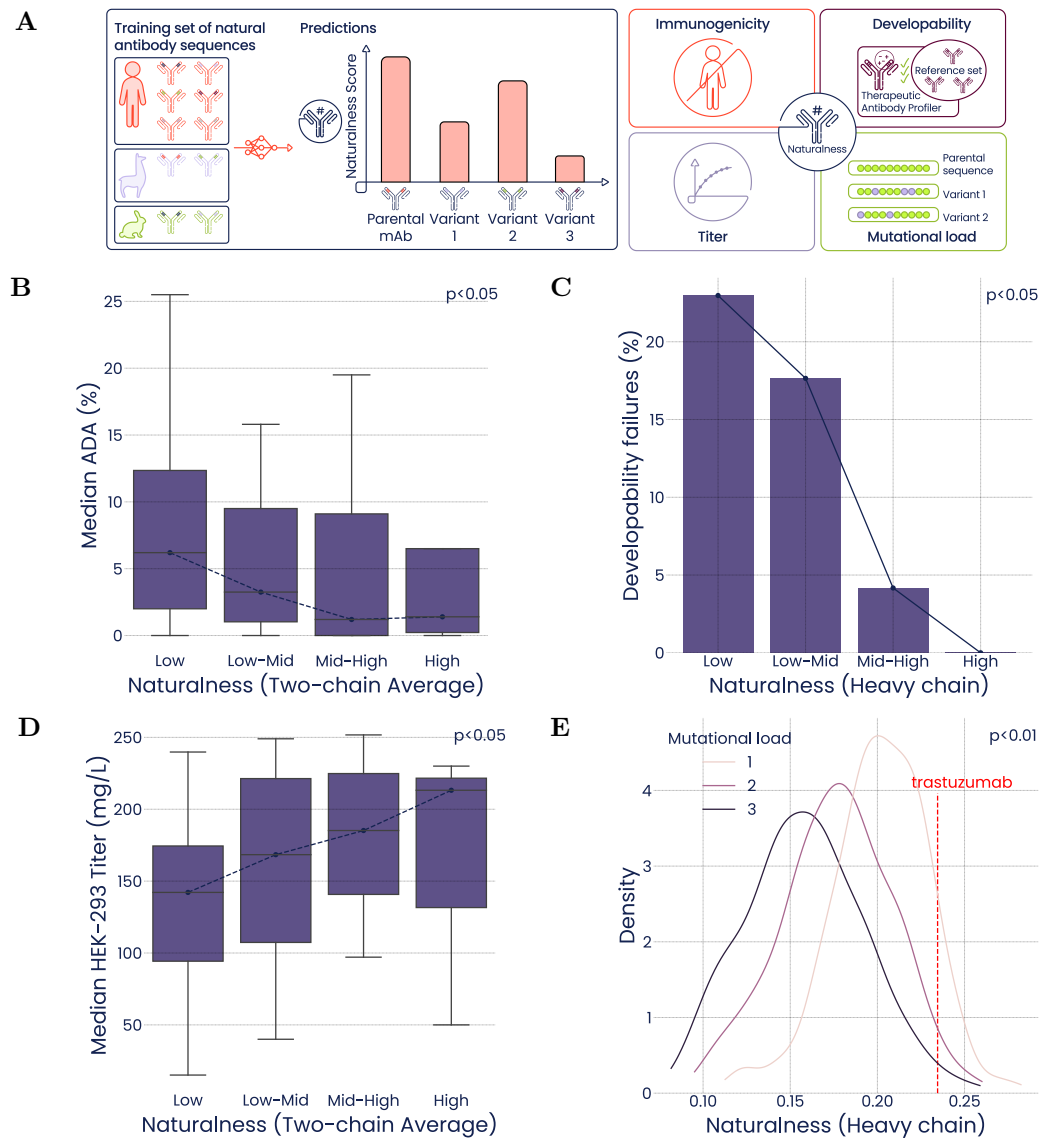 A
Training set of natural
antibody sequences
Predictions
Naturalness Score
#
Parental
mAb
Variant
1
Variant
2
Variant
3
Immunogenicity
Developability
Reference set
Therapeutic
Antibody Profiler
#
Naturalness
Titer
Parental
sequence
Variant 1
Variant 2
Mutational load
B
p<0.05
Median ADA (%)
25
20
15
10
5
0
Low
Low-Mid
Mid-High
High
Naturalness (Two-chain Average)
C
p<0.05
Developability failures (%)
20
15
10
5
0
Low
Low-Mid
Mid-High
High
Naturalness (Heavy chain)
D
p<0.05
Median HEK-293 Titer (mg/L)
250
200
150
100
50
Low
Low-Mid
Mid-High
High
Naturalness (Two-chain Average)
E
p<0.01
Mutational load
1
2
3
trastuzumab
Density
4
3
2
1
0
0.10
0.15
0.20
0.25
Naturalness (Heavy chain)